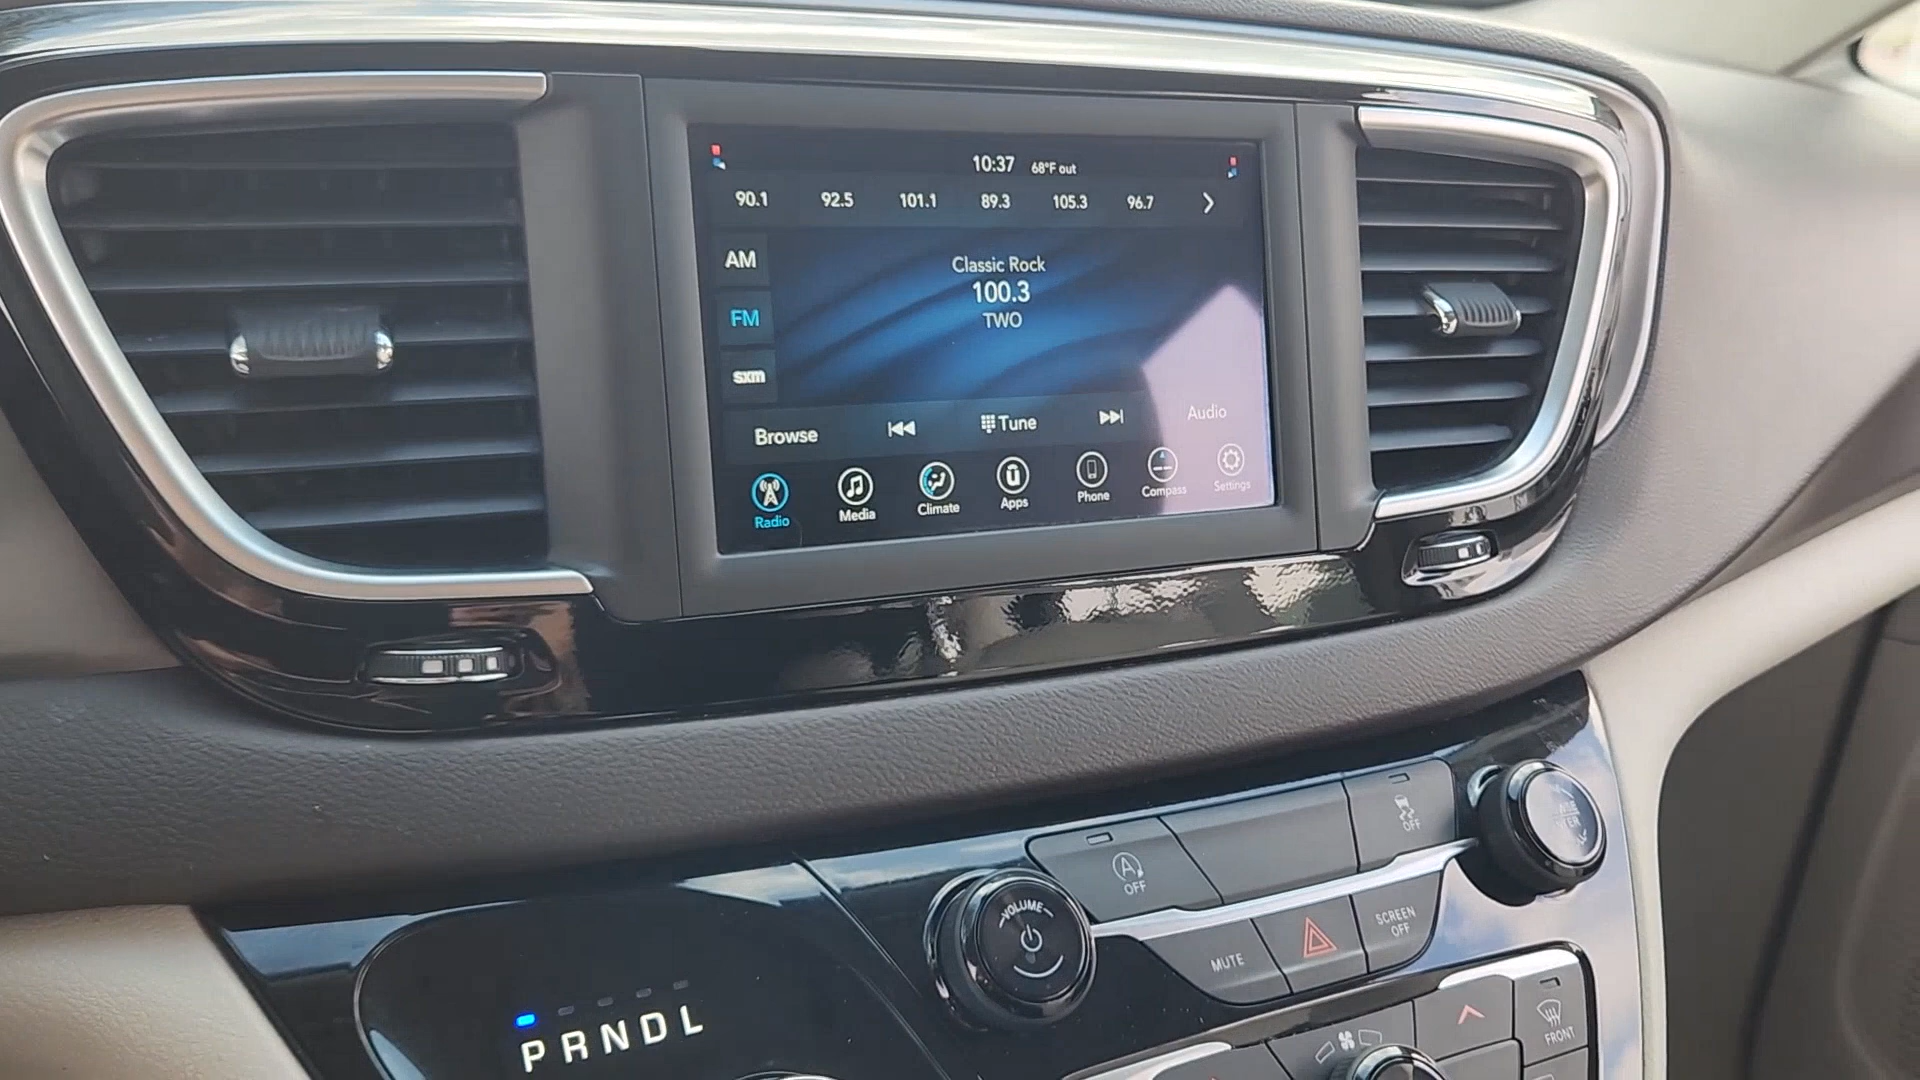 10:37 68°F out
90.1 92.5 101.1 89.3 105.3 96.7
AM
FM
sxm
Classic Rock
100.3
TWO
Browse Tune Audio
Radio Media Climate Apps Phone Compass Settings
OFF
A
OFF
VOLUME
MUTE
SCREEN
OFF
FRONT
P R N D L